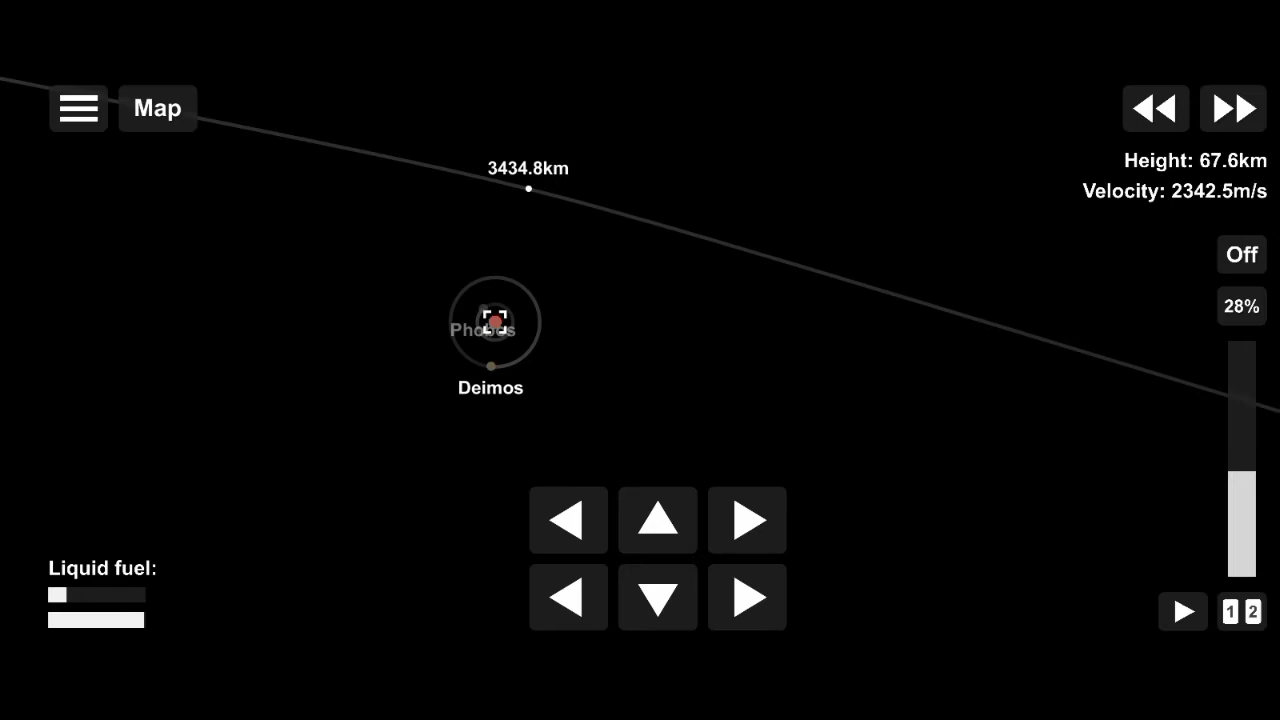 Map
3434.8km
Height: 67.6km
Velocity: 2342.5m/s
Off
28%
Phobos
Deimos
Liquid fuel:
1 2